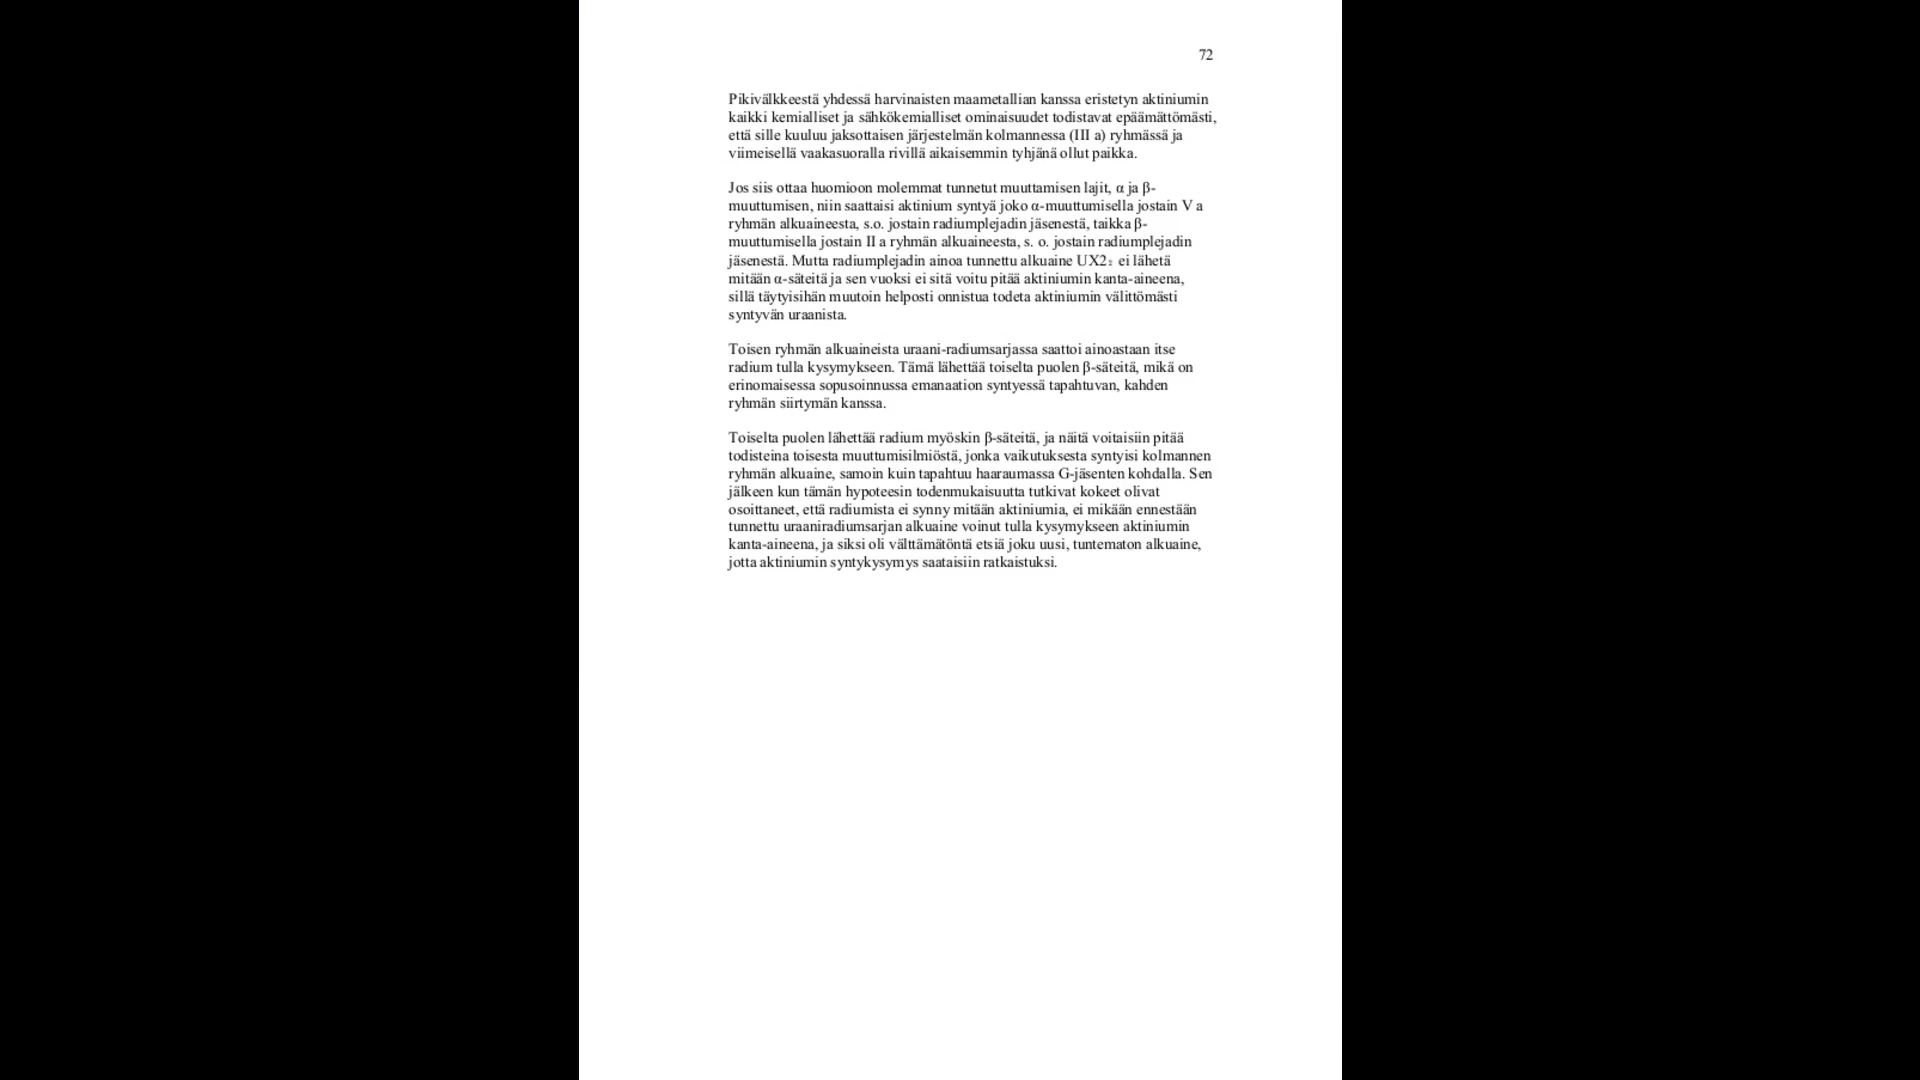 72
Pikivälkkeestä yhdessä harvinaisten maametallian kanssa eristetyn aktiniumin
kaikki kemialliset ja sähkökemialliset ominaisuudet todistavat epäämättömästi,
että sille kuuluu jaksottaisen järjestelmän kolmannessa (III a) ryhmässä ja
viimeisellä vaakasuoralla rivillä aikaisemmin tyhjänä ollut paikka.
Jos siis ottaa huomioon molemmat tunnetut muuttamisen lajit, α ja β-
muuttumisen, niin saattaisi aktinium syntyä joko α-muuttumisella jostain V a
ryhmän alkuaineesta, s.o. jostain radiumplejadin jäsenestä, taikka β-
muuttumisella jostain II a ryhmän alkuaineesta, s. o. jostain radiumplejadin
jäsenestä. Mutta radiumplejadin ainoa tunnettu alkuaine UX2₂ ei lähetä
mitään α-säteitä ja sen vuoksi ei sitä voitu pitää aktiniumin kanta-aineena,
sillä täytyisihän muutoin helposti onnistua todeta aktiniumin välittömästi
syntyvän uraanista.
Toisen ryhmän alkuaineista uraani-radiumsarjassa saattoi ainoastaan itse
radium tulla kysymykseen. Tämä lähettää toiselta puolen β-säteitä, mikä on
erinomaisessa sopusoinnussa emanaation syntyessä tapahtuvan, kahden
ryhmän siirtymän kanssa.
Toiselta puolen lähettää radium myöskin β-säteitä, ja näitä voitaisiin pitää
todisteina toisesta muuttumisilmiöstä, jonka vaikutuksesta syntyisi kolmannen
ryhmän alkuaine, samoin kuin tapahtuu haaraumassa G-jäsenten kohdalla. Sen
jälkeen kun tämän hypoteesin todenmukaisuutta tutkivat kokeet olivat
osoittaneet, että radiumista ei synny mitään aktiniumia, ei mikään ennestään
tunnettu uraaniradiumsarjan alkuaine voinut tulla kysymykseen aktiniumin
kanta-aineena, ja siksi oli välttämätöntä etsiä joku uusi, tuntematon alkuaine,
jotta aktiniumin syntykysymys saataisiin ratkaistuksi.